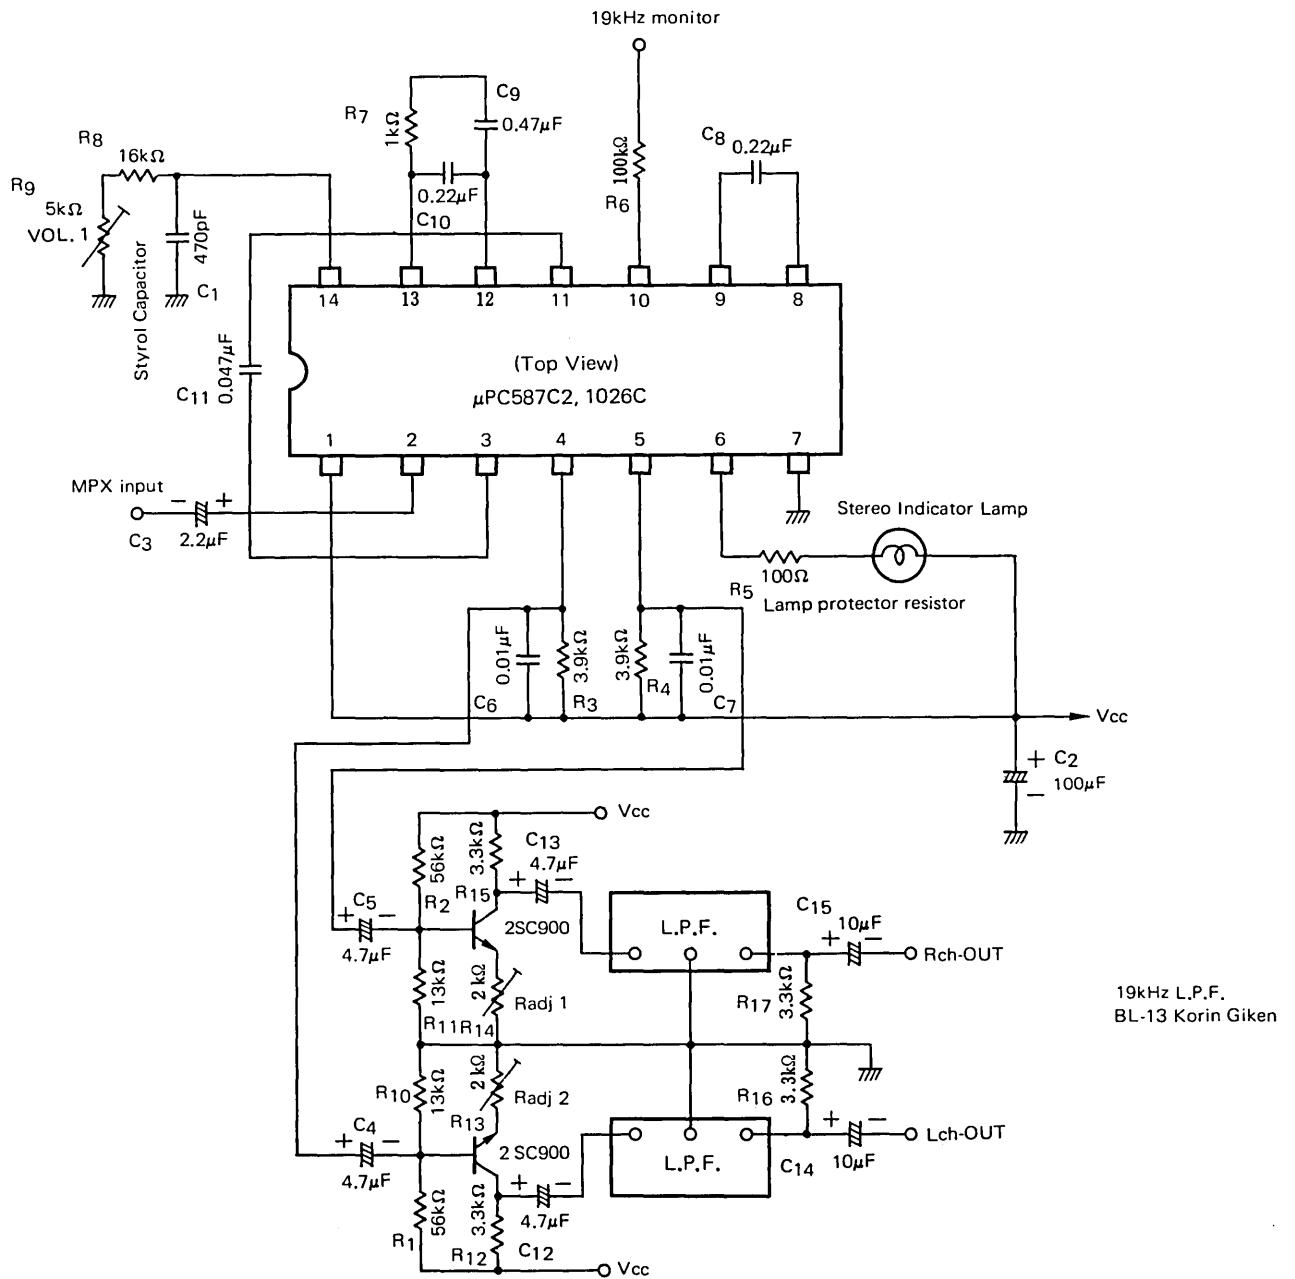 19kHz monitor
C9
R7
1kΩ
0.47μF
C8
0.22μF
R8
16kΩ
100kΩ
R9
5kΩ
VOL. 1
470pF
C1
Styrol Capacitor
0.22μF
C10
R6
14
13
12
11
10
9
8
(Top View)
μPC587C2, 1026C
C11
0.047μF
1
2
3
4
5
6
7
MPX input
−
+
C3
2.2μF
Stereo Indicator Lamp
100Ω
R5
Lamp protector resistor
0.01μF
3.9kΩ
3.9kΩ
0.01μF
C6
R3
R4
C7
Vcc
+
C2
100μF
−
Vcc
56kΩ
3.3kΩ
C13
4.7μF
+
−
R2
R15
C5
+
−
4.7μF
2SC900
L.P.F.
C15
10μF
+
−
Rch-OUT
13kΩ
2 kΩ
Radj 1
R11
R14
R17
3.3kΩ
19kHz L.P.F.
BL-13 Korin Giken
R10
13kΩ
2 kΩ
Radj 2
R13
R16
3.3kΩ
C4
+
−
4.7μF
2 SC900
L.P.F.
+
−
Lch-OUT
C14
10μF
56kΩ
3.3kΩ
+
−
4.7μF
R1
R12
C12
Vcc